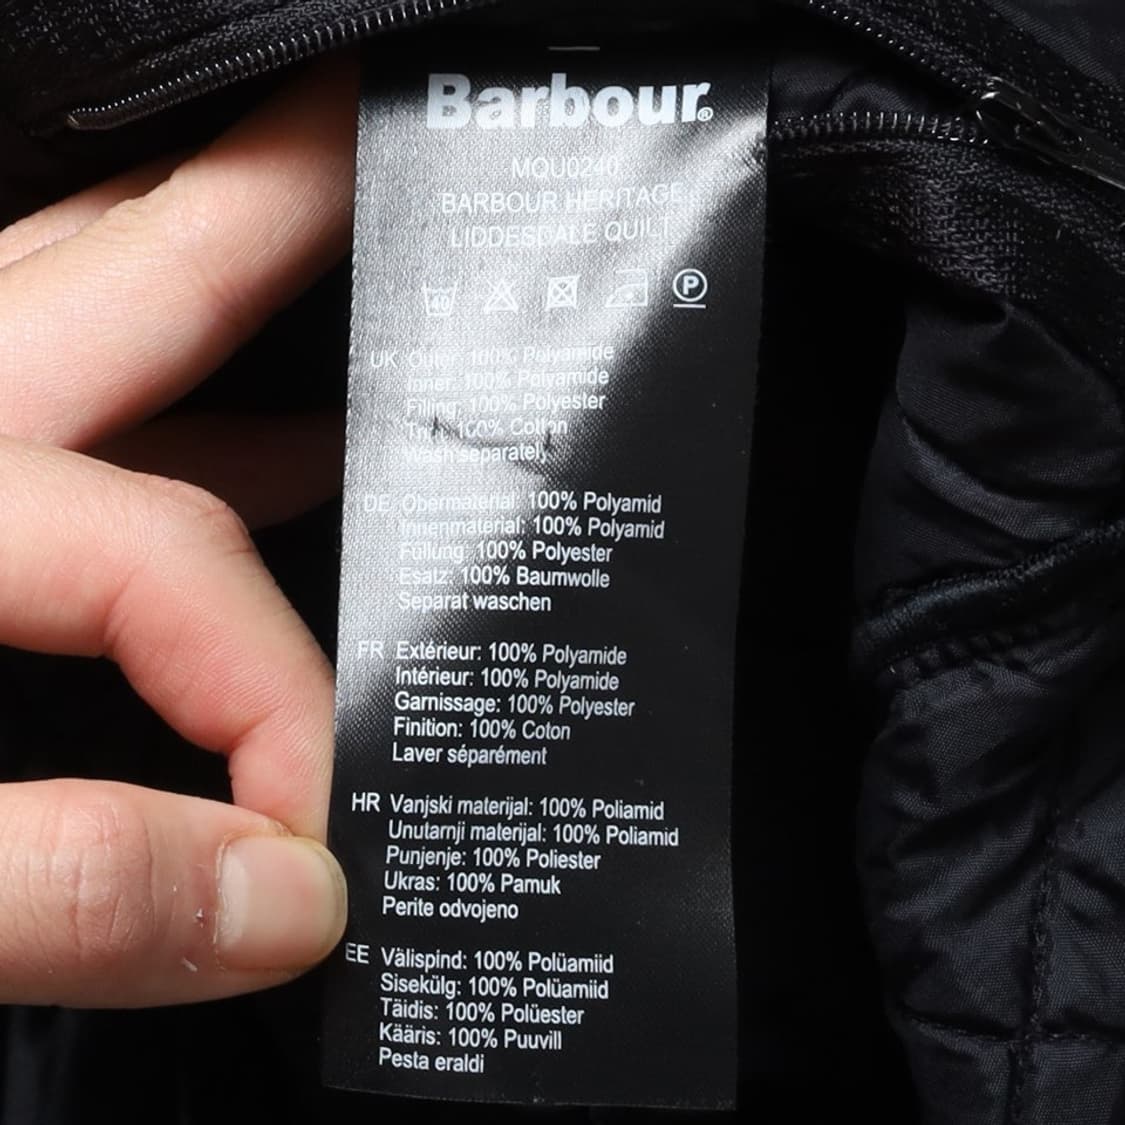 Barbour®
MQU0240
BARBOUR HERITAGE
LIDDESDALE QUILT
40
P
UK Outer: 100% Polyamide
Inner: 100% Polyamide
Filling: 100% Polyester
Trim: 100% Cotton
Wash separately
DE Obermaterial: 100% Polyamid
Innenmaterial: 100% Polyamid
Füllung: 100% Polyester
Esatz: 100% Baumwolle
Separat waschen
FR Extérieur: 100% Polyamide
Intérieur: 100% Polyamide
Garnissage: 100% Polyester
Finition: 100% Coton
Laver séparément
HR Vanjski materijal: 100% Poliamid
Unutarnji materijal: 100% Poliamid
Punjenje: 100% Poliester
Ukras: 100% Pamuk
Perite odvojeno
EE Välispind: 100% Polüamiid
Sisekülg: 100% Polüamiid
Täidis: 100% Polüester
Kääris: 100% Puuvill
Pesta eraldi